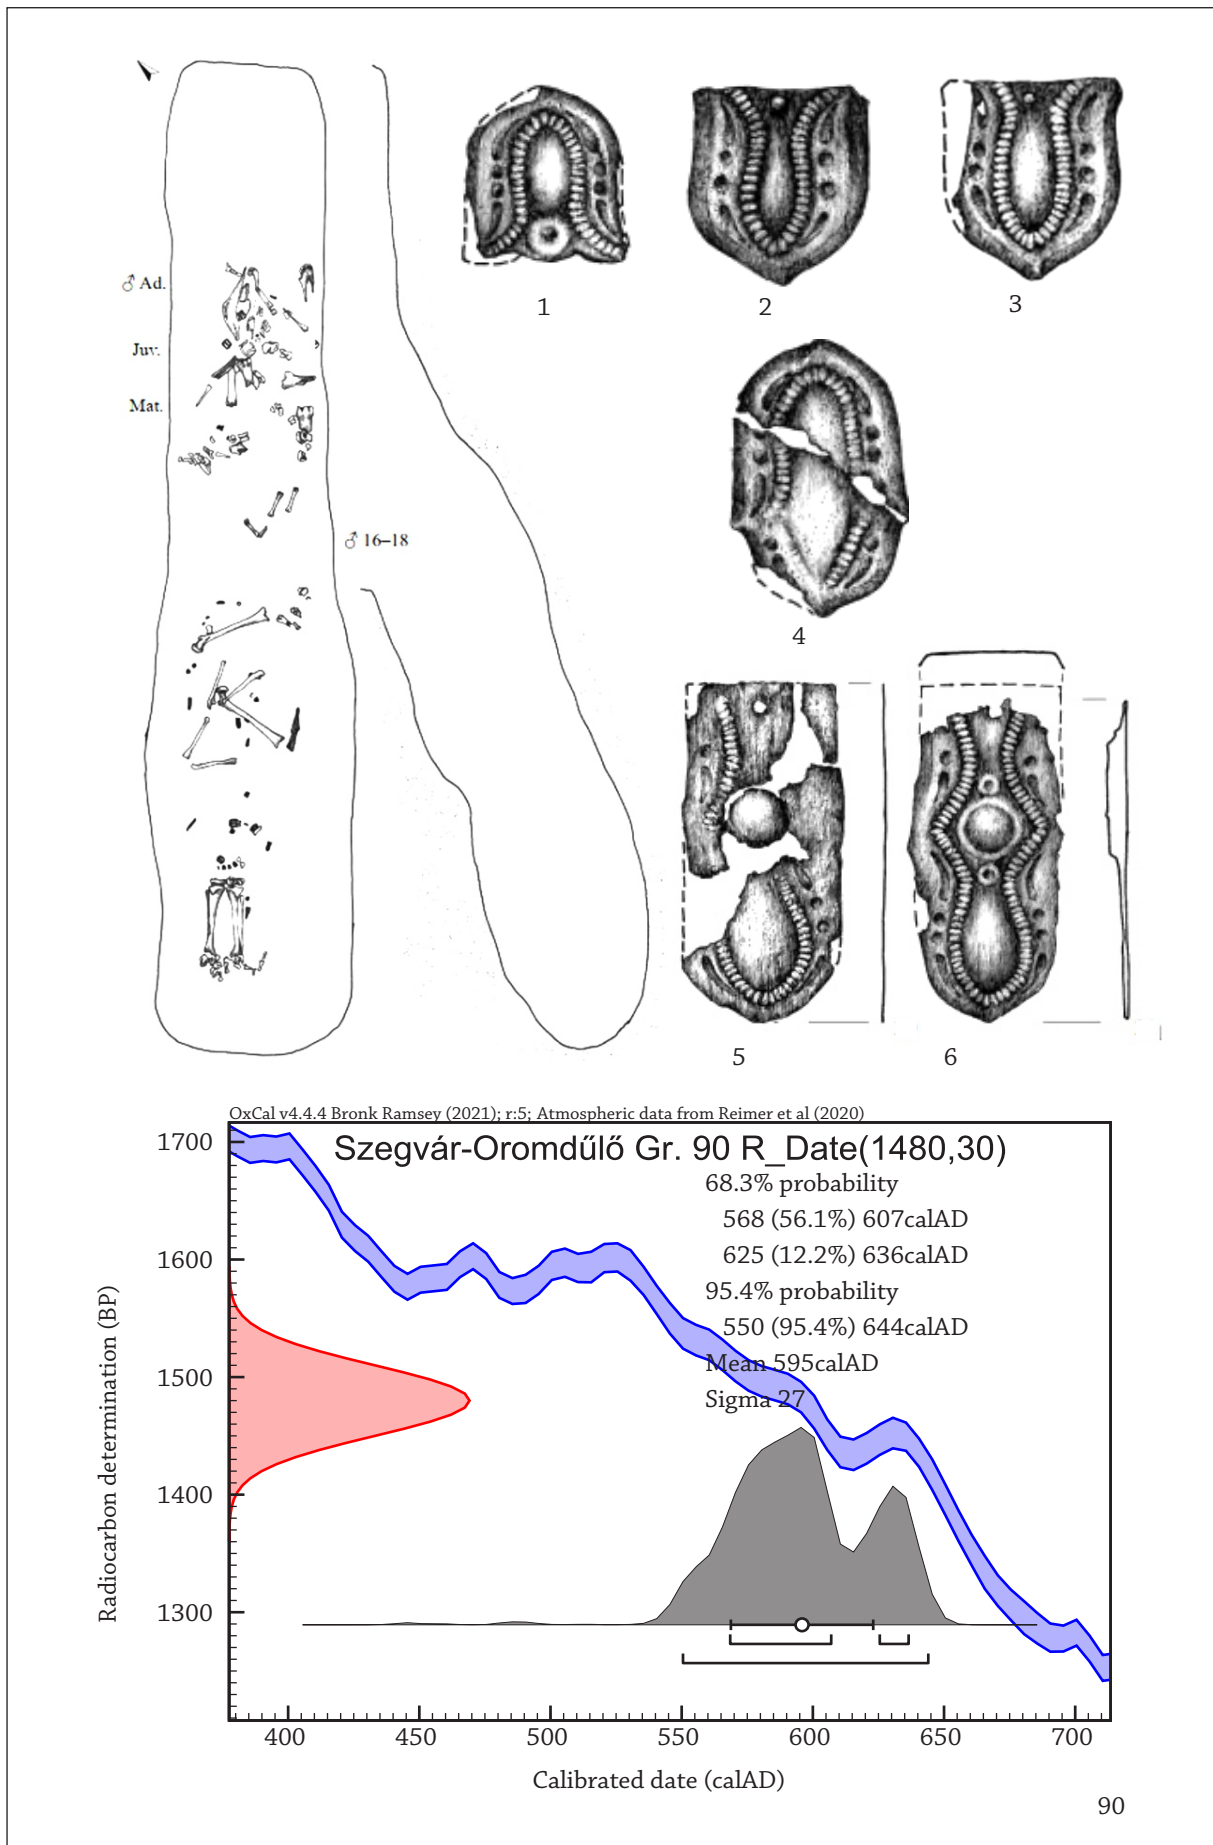 ♂ Ad.
Juv.
Mat.
♂ 16–18
1
2
3
4
5
6
OxCal v4.4.4 Bronk Ramsey (2021); r:5; Atmospheric data from Reimer et al (2020)
Szegvár-Oromdűlő Gr. 90 R_Date(1480,30)
68.3% probability
568 (56.1%) 607calAD
625 (12.2%) 636calAD
95.4% probability
550 (95.4%) 644calAD
Mean 595calAD
Sigma 27
Radiocarbon determination (BP)
1700
1600
1500
1400
1300
400
450
500
550
600
650
700
Calibrated date (calAD)
90